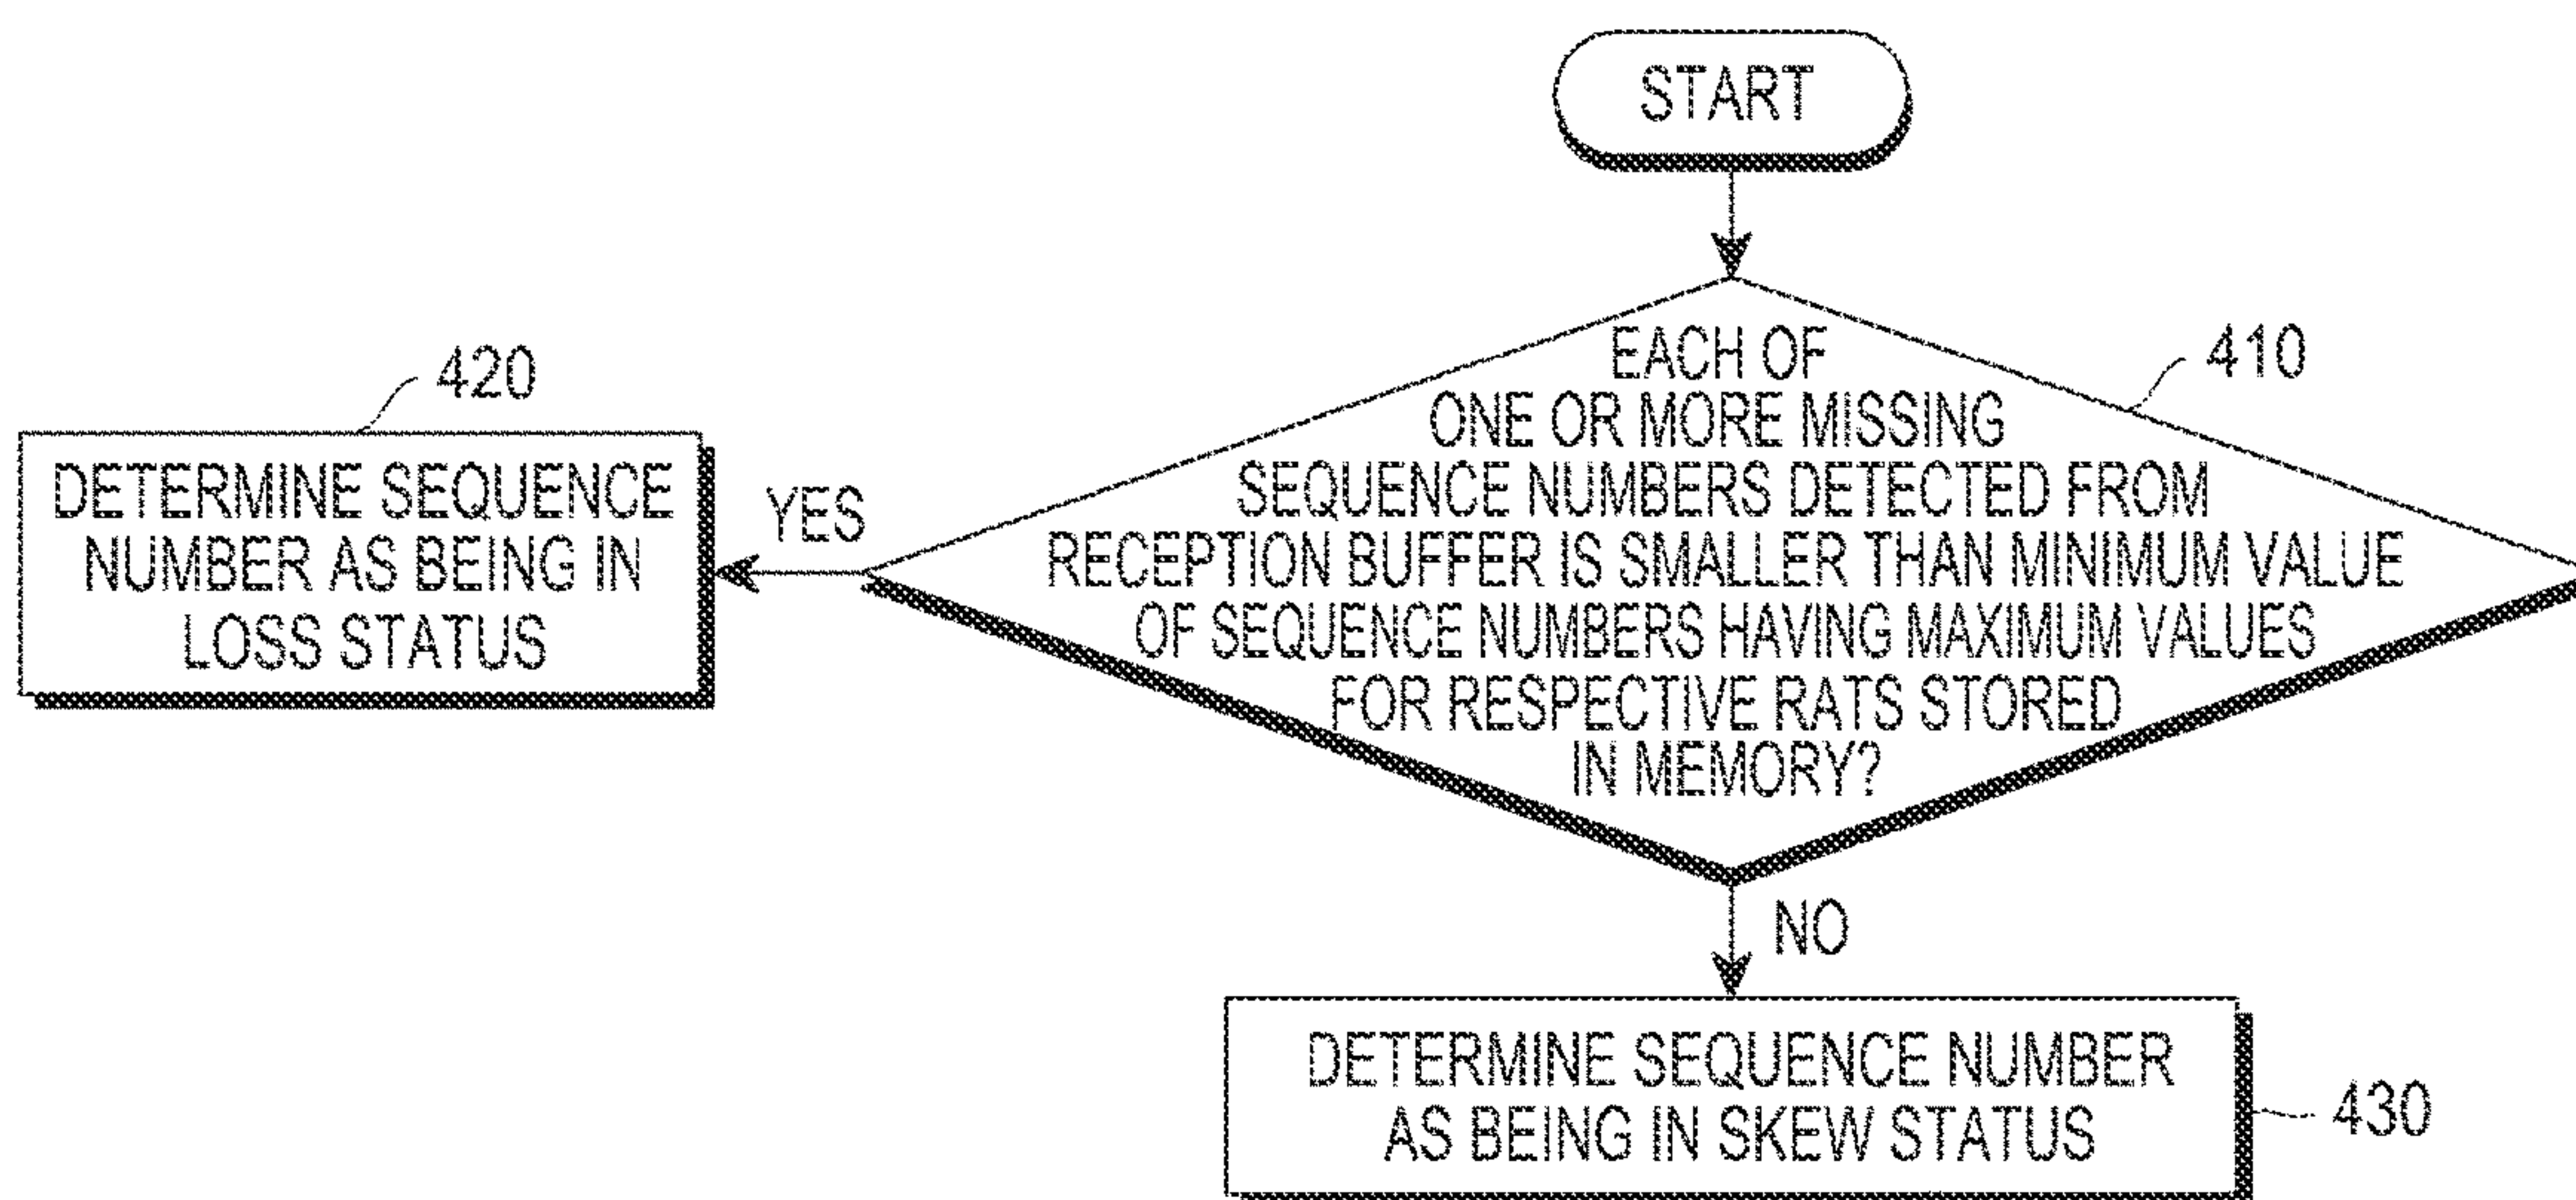 START
EACH OF
ONE OR MORE MISSING
SEQUENCE NUMBERS DETECTED FROM
RECEPTION BUFFER IS SMALLER THAN MINIMUM VALUE
OF SEQUENCE NUMBERS HAVING MAXIMUM VALUES
FOR RESPECTIVE RATS STORED
IN MEMORY?
410
YES
420
DETERMINE SEQUENCE
NUMBER AS BEING IN
LOSS STATUS
NO
DETERMINE SEQUENCE NUMBER
AS BEING IN SKEW STATUS
430